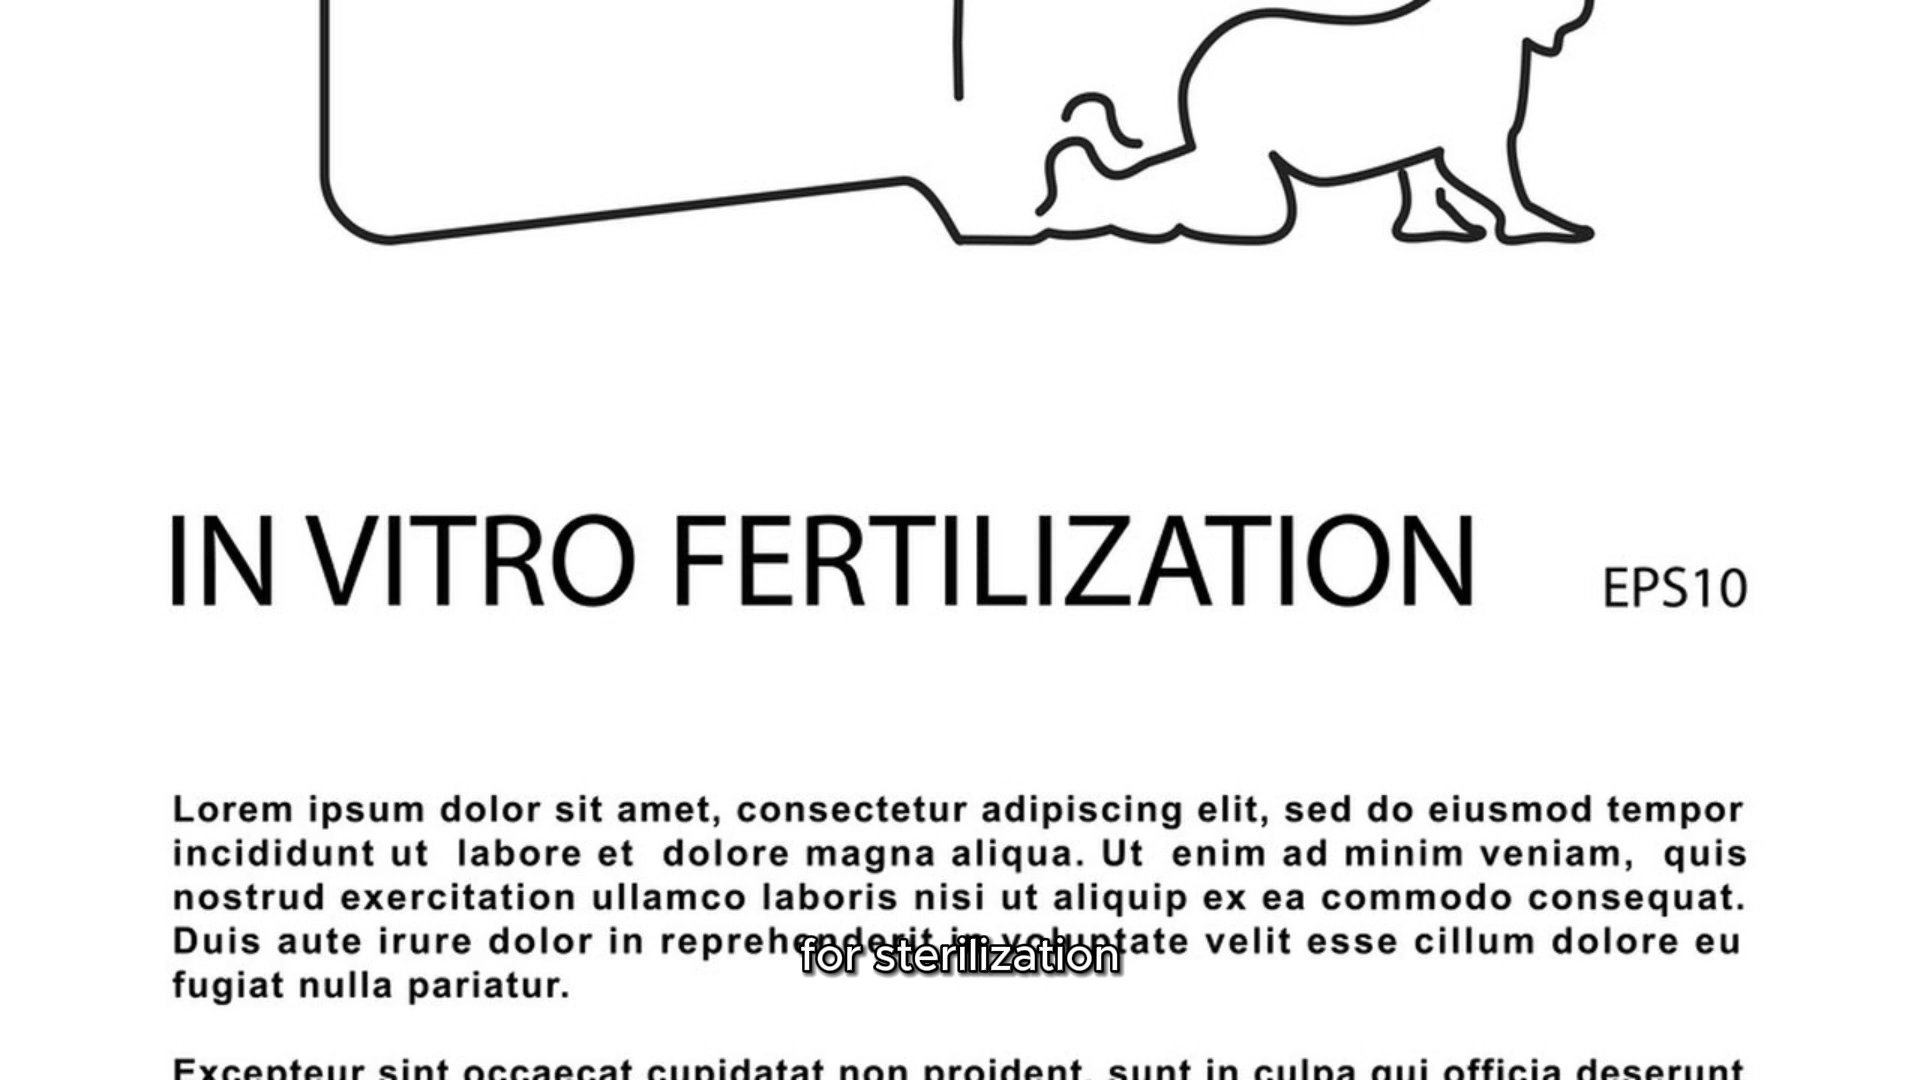 IN VITRO FERTILIZATION EPS10
Lorem ipsum dolor sit amet, consectetur adipiscing elit, sed do eiusmod tempor
incididunt ut labore et dolore magna aliqua. Ut enim ad minim veniam, quis
nostrud exercitation ullamco laboris nisi ut aliquip ex ea commodo consequat.
Duis aute irure dolor in reprehenderit in voluptate velit esse cillum dolore eu
for sterilization
fugiat nulla pariatur.
Excepteur sint occaecat cupidatat non proident, sunt in culpa qui officia deserunt